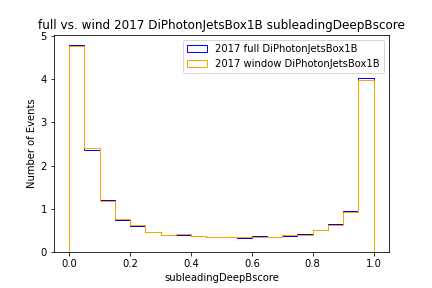 full vs. wind 2017 DiPhotonJetsBox1B subleadingDeepBscore
2017 full DiPhotonJetsBox1B
2017 window DiPhotonJetsBox1B
Number of Events
5
4
3
2
1
0
0.0 0.2 0.4 0.6 0.8 1.0
subleadingDeepBscore